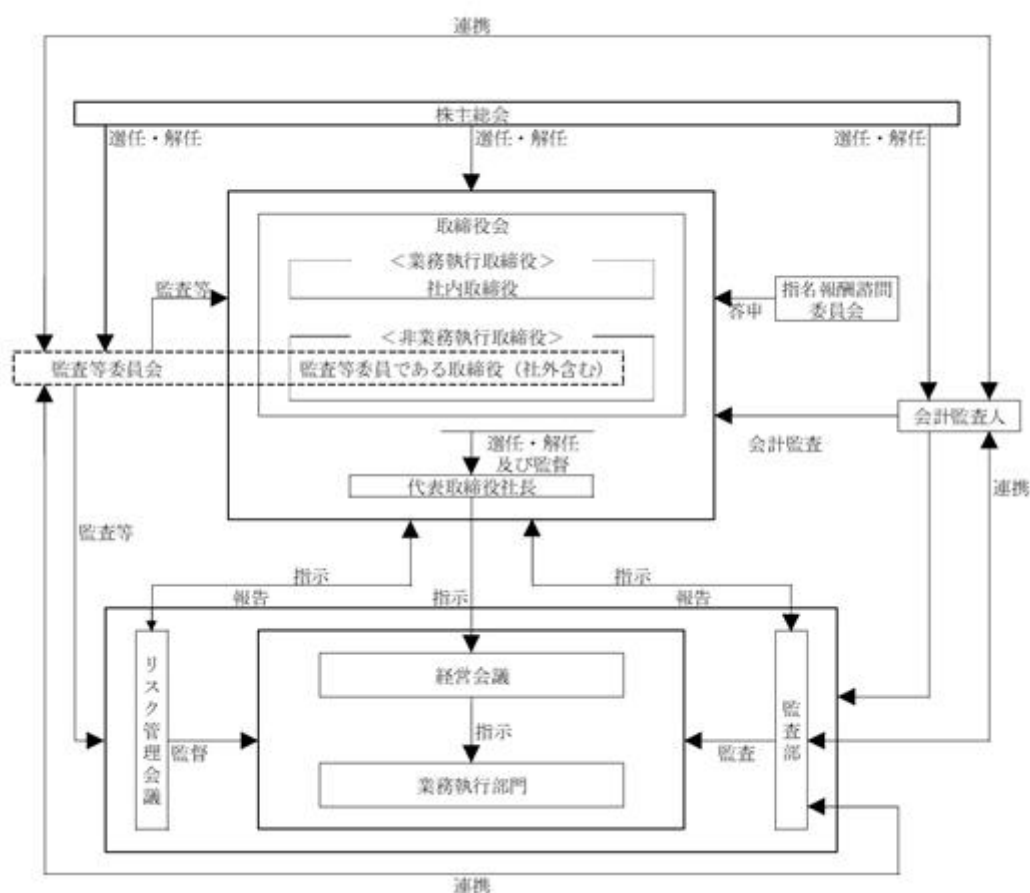 連携
株主総会
選任・解任
選任・解任
選任・解任
取締役会
＜業務執行取締役＞
社内取締役
監査等
指名報酬諮問
委員会
答申
＜非業務執行取締役＞
監査等委員会
監査等委員である取締役（社外含む）
会計監査人
会計監査
選任・解任
及び監督
代表取締役社長
連携
監査等
指示
報告
指示
指示
報告
リスク管理会議
経営会議
監査部
指示
監督
監査
業務執行部門
連携